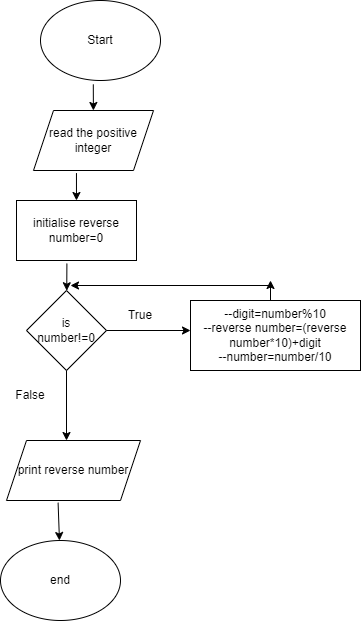 Start
read the positive
integer
initialise reverse
number=0
is
number!=0
True
--digit=number%10
--reverse number=(reverse
number*10)+digit
--number=number/10
False
print reverse number
end